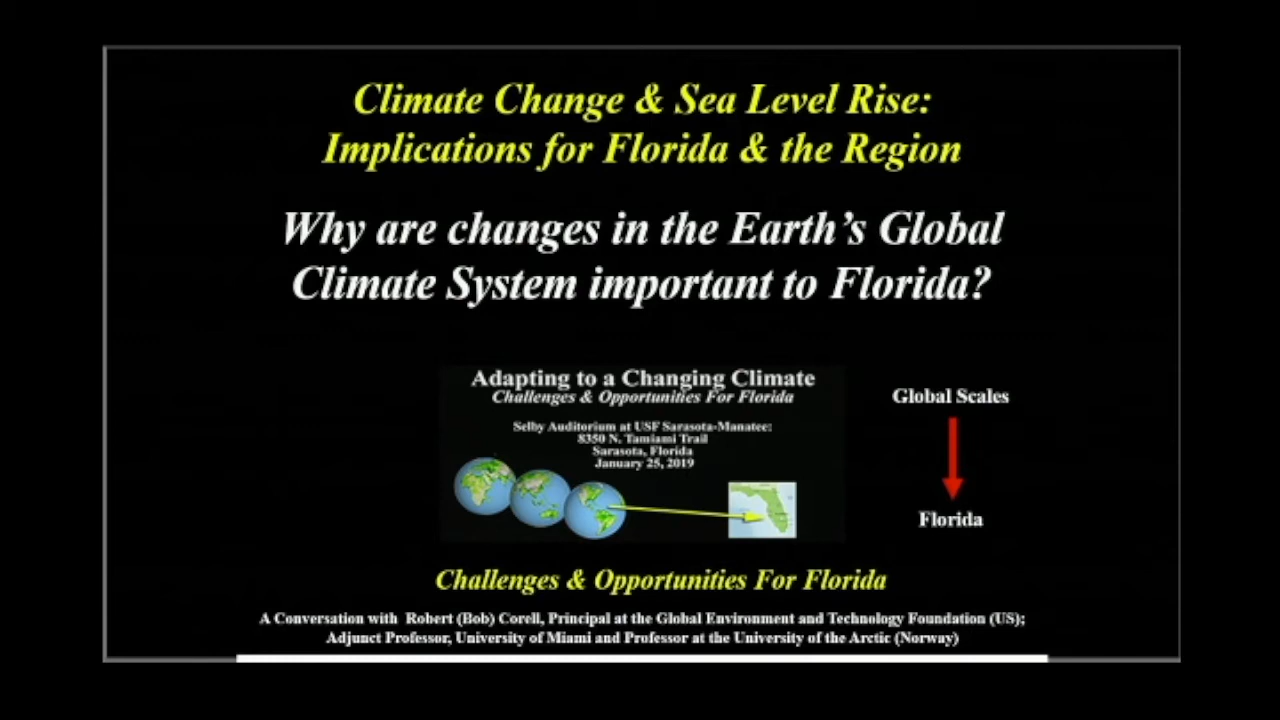 Climate Change & Sea Level Rise:
Implications for Florida & the Region
Why are changes in the Earth's Global
Climate System important to Florida?
Adapting to a Changing Climate
Challenges & Opportunities For Florida
Selby Auditorium at USF Sarasota-Manatee:
8350 N. Tamiami Trail
Sarasota, Florida
January 25, 2019
Global Scales
Florida
Challenges & Opportunities For Florida
A Conversation with Robert (Bob) Corell, Principal at the Global Environment and Technology Foundation (US);
Adjunct Professor, University of Miami and Professor at the University of the Arctic (Norway)